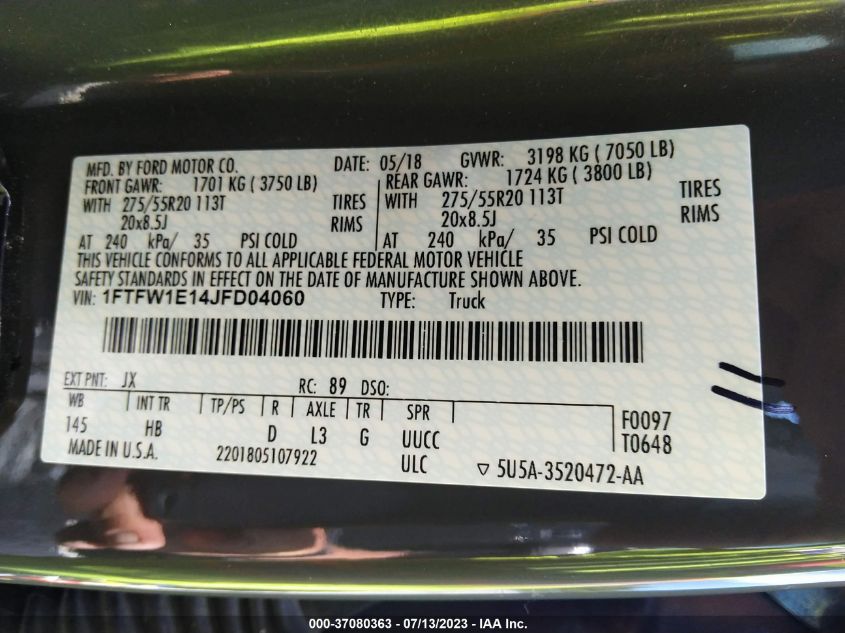 MFD. BY FORD MOTOR CO. DATE: 05/18 GVWR: 3198 KG ( 7050 LB)
FRONT GAWR: 1701 KG ( 3750 LB) REAR GAWR: 1724 KG ( 3800 LB)
WITH 275/55R20 113T TIRES WITH 275/55R20 113T TIRES
20x8.5J RIMS 20x8.5J RIMS
AT 240 kPa/ 35 PSI COLD AT 240 kPa/ 35 PSI COLD
THIS VEHICLE CONFORMS TO ALL APPLICABLE FEDERAL MOTOR VEHICLE
SAFETY STANDARDS IN EFFECT ON THE DATE OF MANUFACTURE SHOWN ABOVE.
VIN: 1FTFW1E14JFD04060 TYPE: Truck
EXT PNT: JX RC: 89 DSO:
WB INT TR TP/PS R AXLE TR SPR F0097
145 HB D L3 G UUCC T0648
MADE IN U.S.A. 2201805107922 ULC ▽ 5U5A-3520472-AA
000-37080363 - 07/13/2023 - IAA Inc.